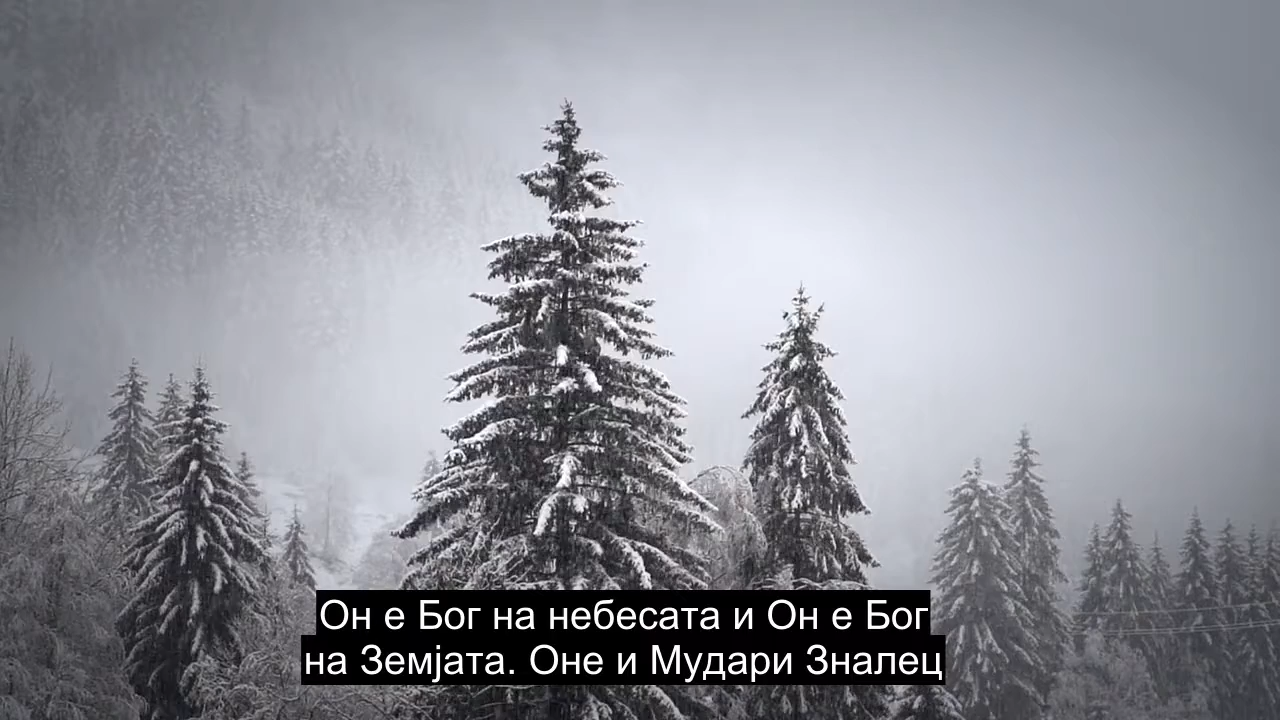 Он е Бог на небесата и Он е Бог
на Земјата. Оне и Мудари Зналец